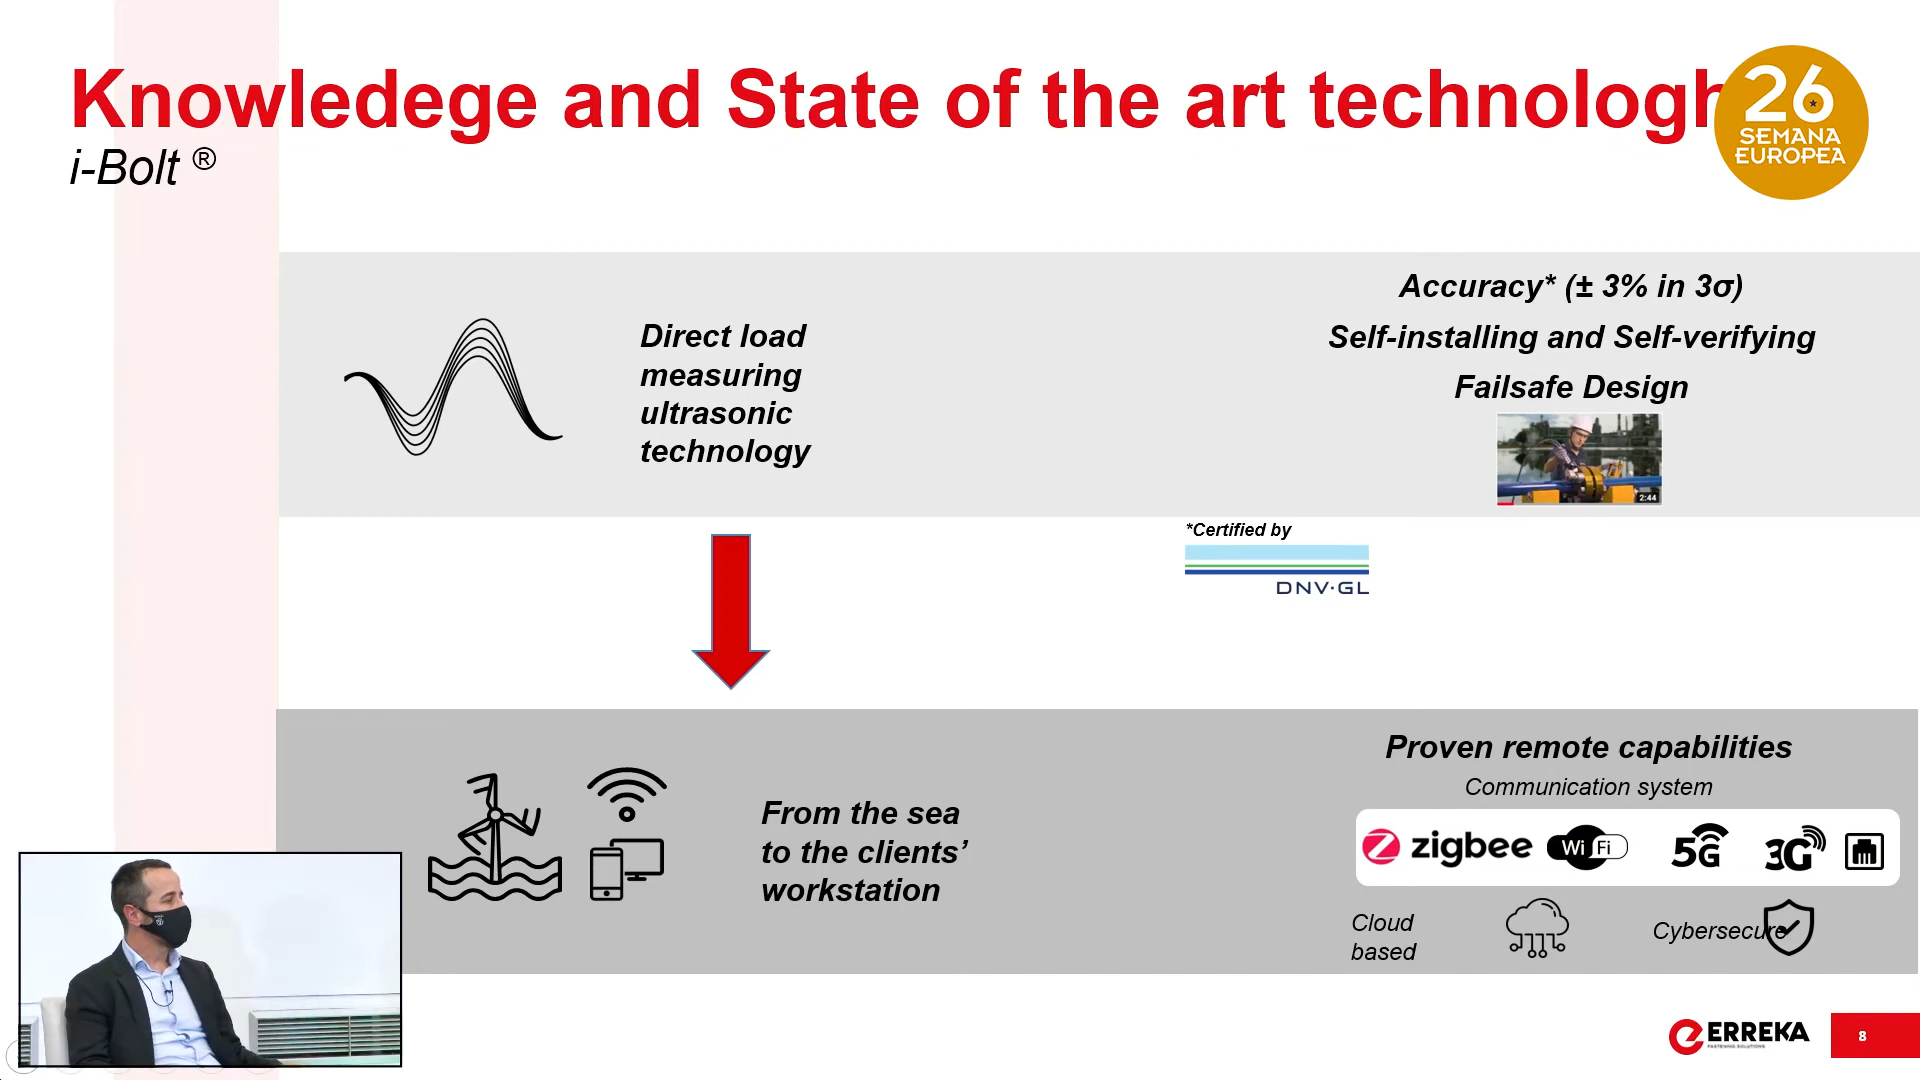 Knowledege and State of the art technologh
i-Bolt ®
26
SEMANA
EUROPEA
Direct load
measuring
ultrasonic
technology
Accuracy* (± 3% in 3σ)
Self-installing and Self-verifying
Failsafe Design
2:44
*Certified by
DNV·GL
From the sea
to the clients’
workstation
Proven remote capabilities
Communication system
zigbee
Wi Fi
5G
3G
Cloud
based
Cybersecure
ERREKA
FASTENING SOLUTIONS
8